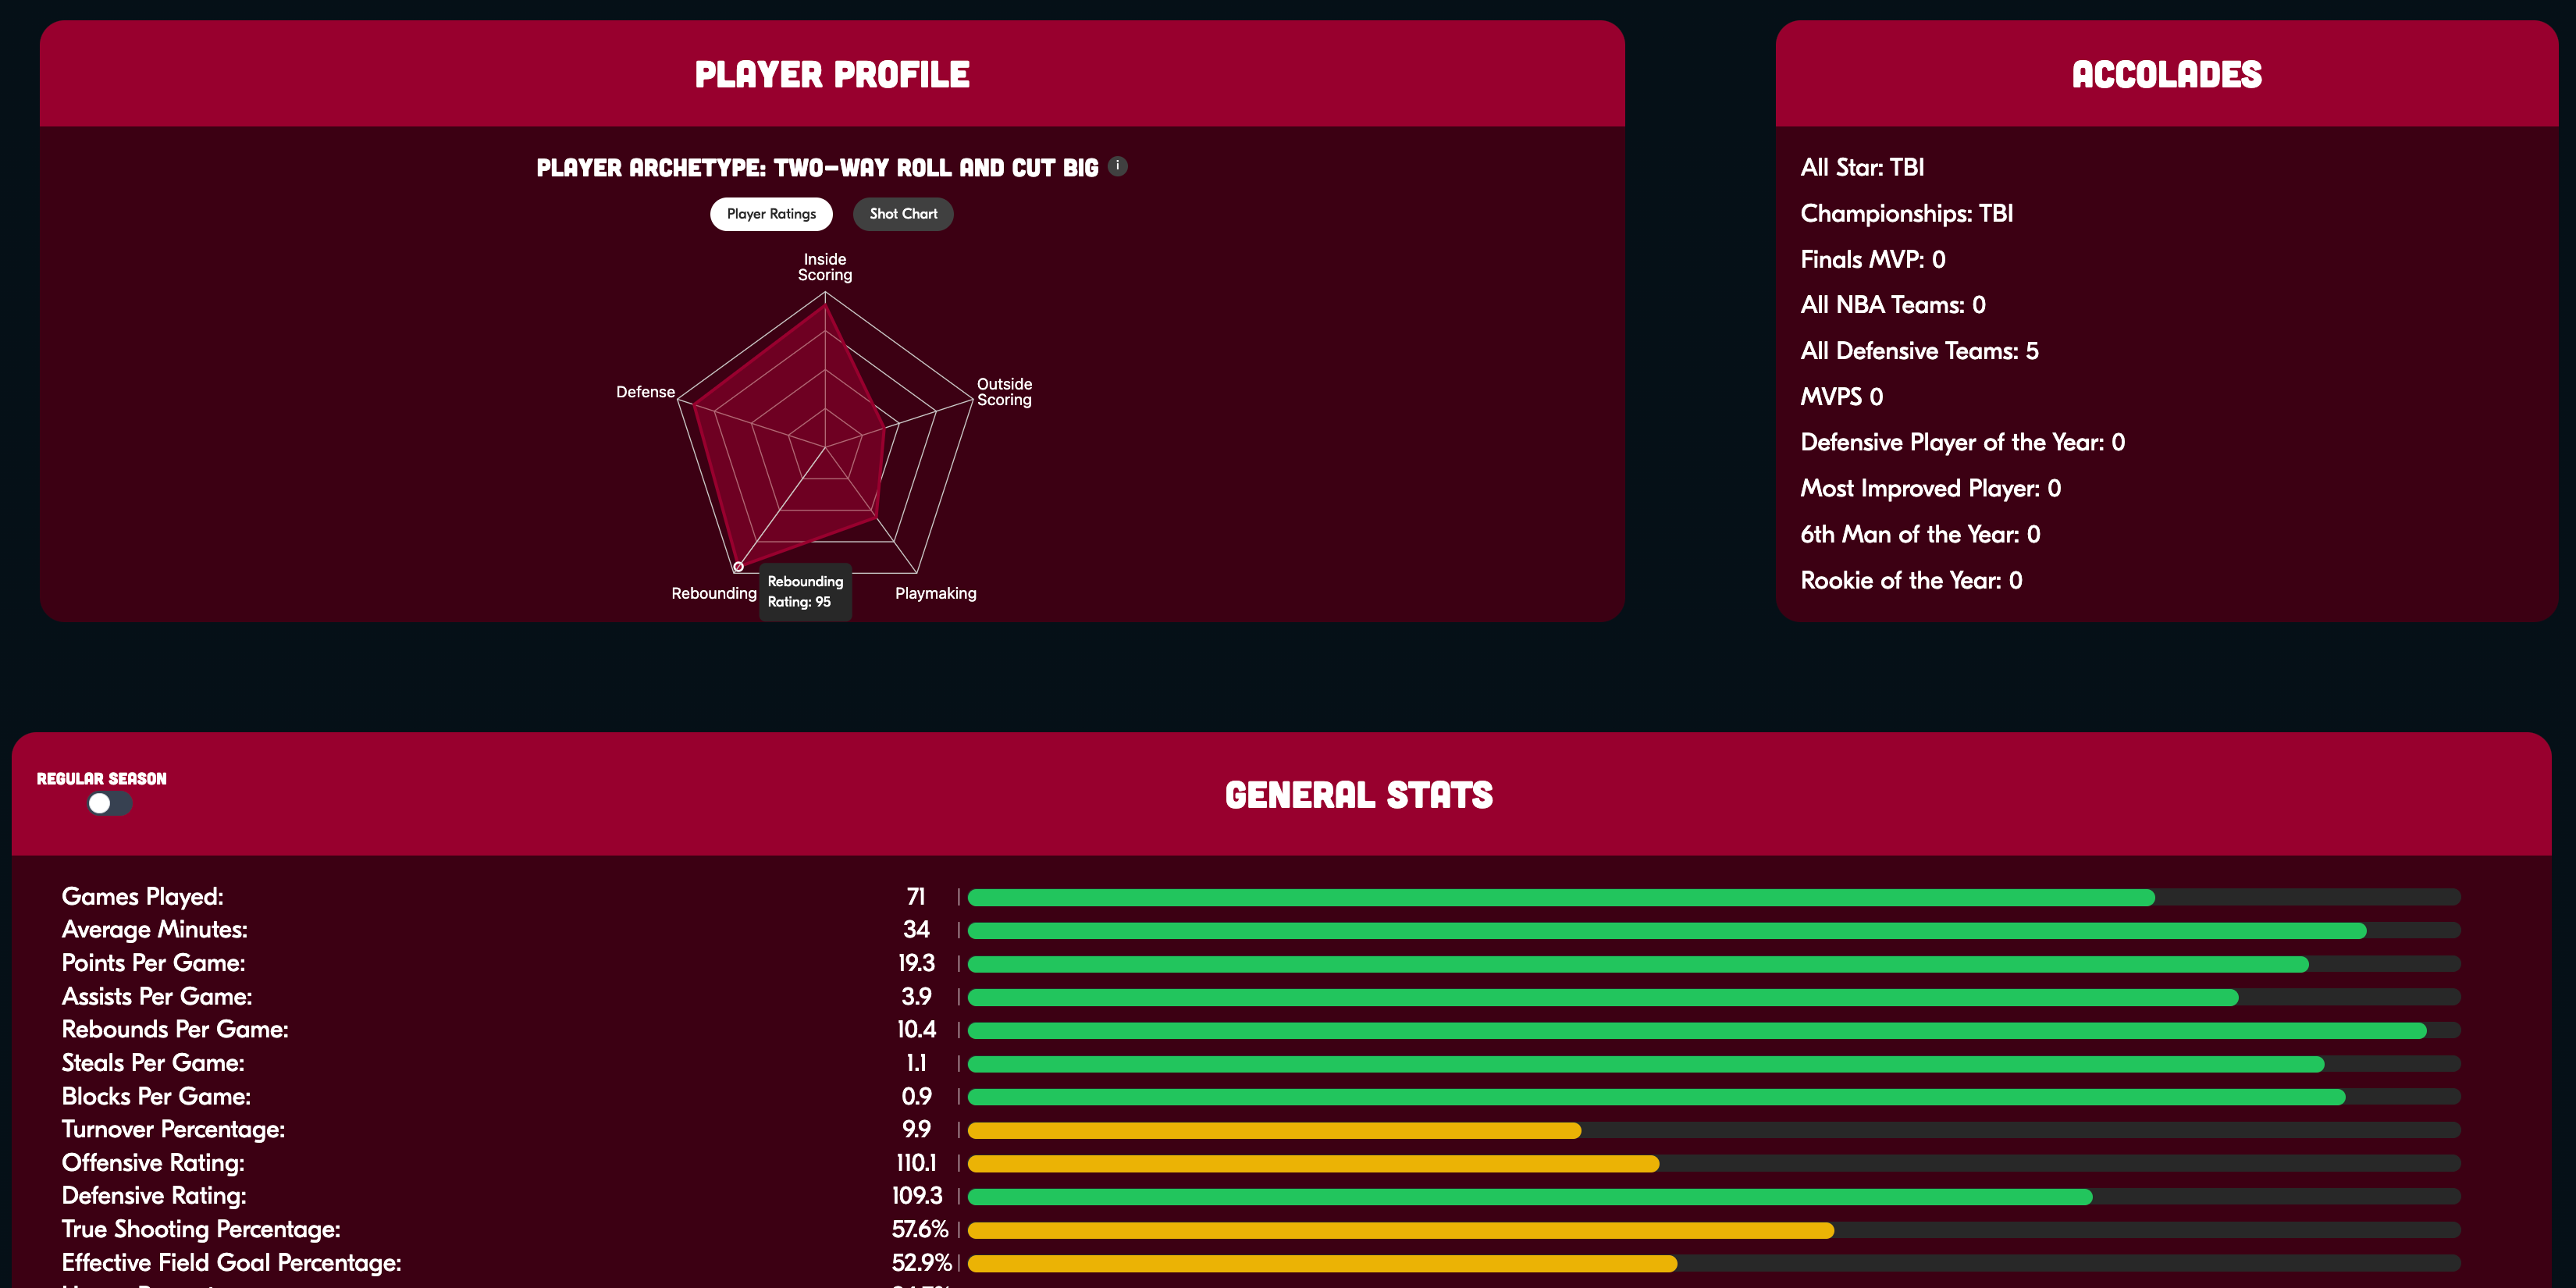 PLAYER PROFILE
PLAYER ARCHETYPE: TWO-WAY ROLL AND CUT BIG i
Player Ratings
Shot Chart
Inside
Scoring
Outside
Scoring
Defense
Rebounding
Rebounding
Rating: 95
Playmaking
ACCOLADES
All Star: TBI
Championships: TBI
Finals MVP: 0
All NBA Teams: 0
All Defensive Teams: 5
MVPS 0
Defensive Player of the Year: 0
Most Improved Player: 0
6th Man of the Year: 0
Rookie of the Year: 0
REGULAR SEASON
GENERAL STATS
Games Played: 71
Average Minutes: 34
Points Per Game: 19.3
Assists Per Game: 3.9
Rebounds Per Game: 10.4
Steals Per Game: 1.1
Blocks Per Game: 0.9
Turnover Percentage: 9.9
Offensive Rating: 110.1
Defensive Rating: 109.3
True Shooting Percentage: 57.6%
Effective Field Goal Percentage: 52.9%